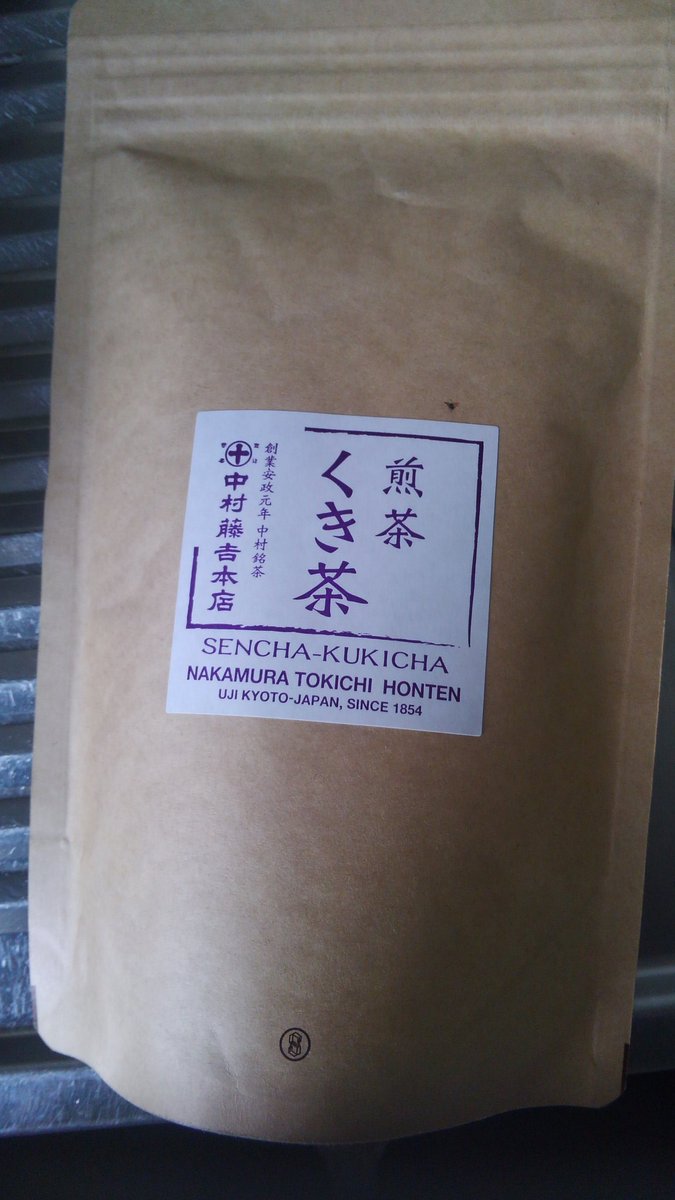 煎茶
くき茶
創業安政元年 中村銘茶
中村藤吉本店
SENCHA-KUKICHA
NAKAMURA TOKICHI HONTEN
UJI KYOTO-JAPAN, SINCE 1854